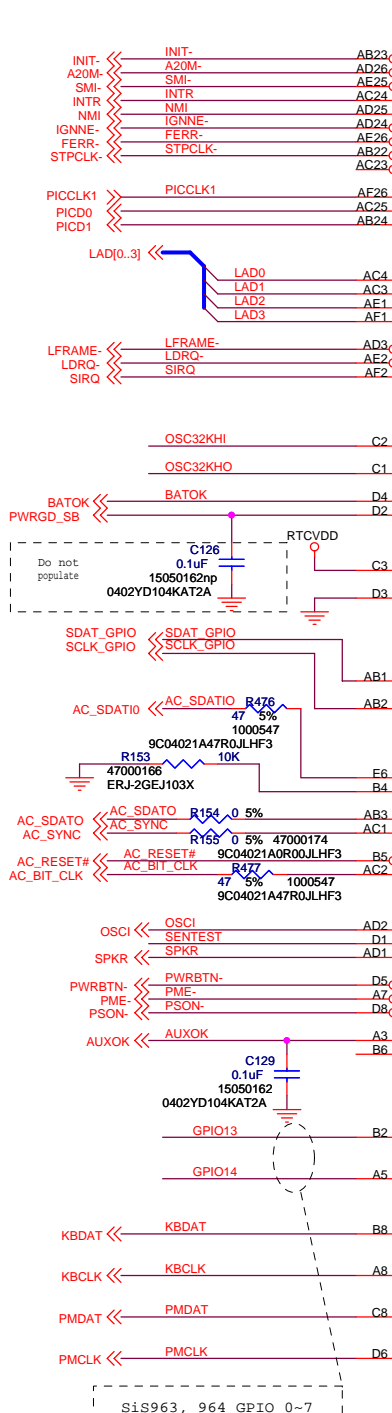 INIT- INIT- AB23
A20M- A20M- AD26
SMI- SMI- AE25
INTR INTR AC24
NMI NMI AD25
IGNNE- IGNNE- AD24
FERR- FERR- AE26
STPCLK- STPCLK- AB22
AC23
PICCLK1 PICCLK1 AF26
PICD0 AC25
PICD1 AB24
LAD[0..3]
LAD0 AC4
LAD1 AC3
LAD2 AE1
LAD3 AF1
LFRAME- LFRAME- AD3
LDRQ- LDRQ- AE2
SIRQ SIRQ AF2
OSC32KHI C2
OSC32KHO C1
BATOK BATOK D4
PWRGD_SB D2
RTCVDD
C126
Do not
populate
0.1uF
C3
15050162np
0402YD104KAT2A
D3
SDAT_GPIO SDAT_GPIO
SCLK_GPIO SCLK_GPIO
AB1
AC_SDATI0 AC_SDATI0 R476 AB2
47 5%
1000547
9C04021A47R0JLHF3
E6
R153 10K
B4
47000166
ERJ-2GEJ103X
AC_SDATO AC_SDATO R154 0 5% AB3
AC_SYNC AC_SYNC AC1
R155 0 5% 47000174
9C04021A0R00JLHF3
AC_RESET# AC_RESET# B5
AC_BIT_CLK AC_BIT_CLK R477 AC2
47 5% 1000547
9C04021A47R0JLHF3
OSCI OSCI AD2
SENTEST D1
SPKR SPKR AD1
PWRBTN- PWRBTN- D5
PME- PME- A7
PSON- PSON- D8
AUXOK AUXOK A3
B6
C129
0.1uF
15050162
0402YD104KAT2A
GPIO13 B2
GPIO14 A5
KBDAT KBDAT B8
KBCLK KBCLK A8
PMDAT PMDAT C8
PMCLK PMCLK D6
SiS963, 964 GPIO 0~7